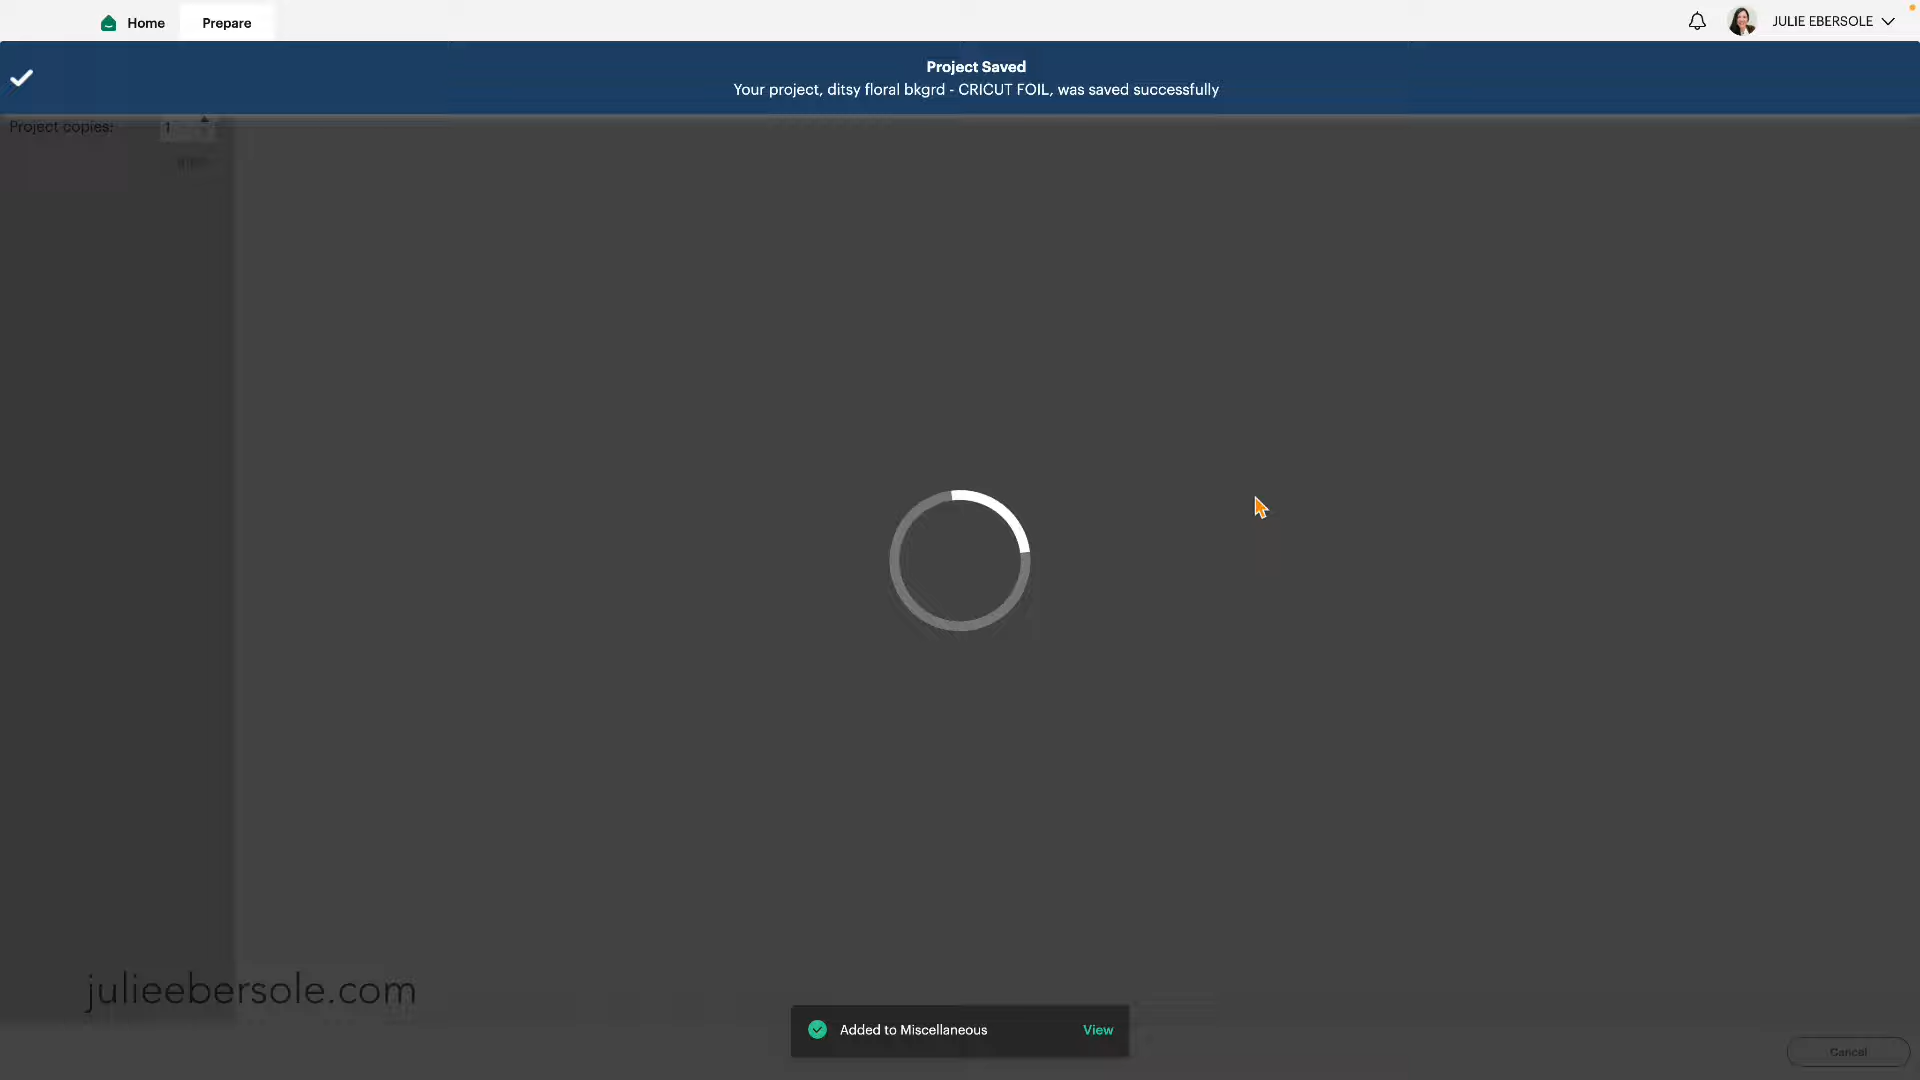 Home
Prepare
JULIE EBERSOLE
Project Saved
Your project, ditsy floral bkgrd - CRICUT FOIL, was saved successfully
Project copies:
1
julieebersole.com
Added to Miscellaneous
View
Cancel